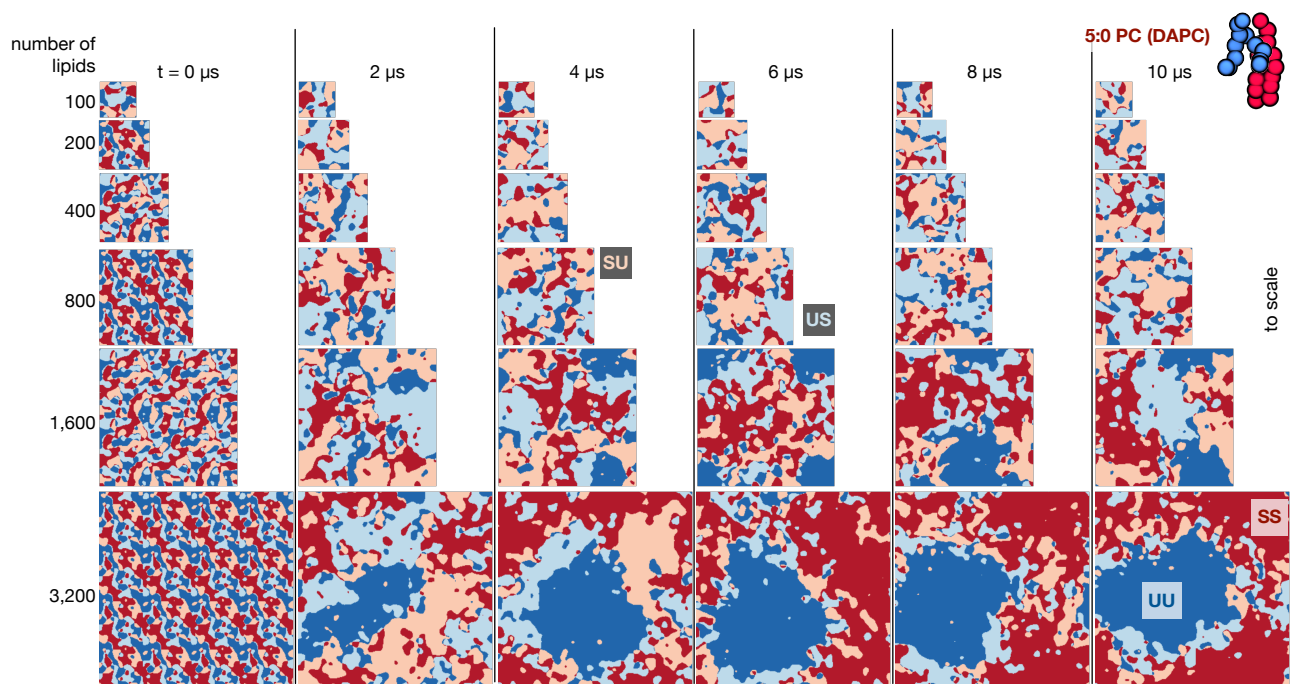 5:0 PC (DAPC)
number of
lipids
t = 0 µs
2 µs
4 µs
6 µs
8 µs
10 µs
100
200
400
SU
800
US
to scale
1,600
SS
3,200
UU